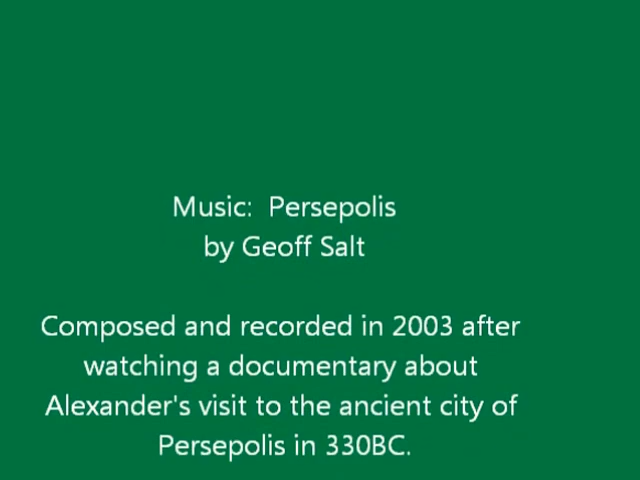 Music:  Persepolis
by Geoff Salt
Composed and recorded in 2003 after
watching a documentary about
Alexander's visit to the ancient city of
Persepolis in 330BC.